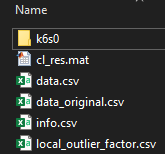 Name
k6s0
cl_res.mat
data.csv
data_original.csv
info.csv
local_outlier_factor.csv